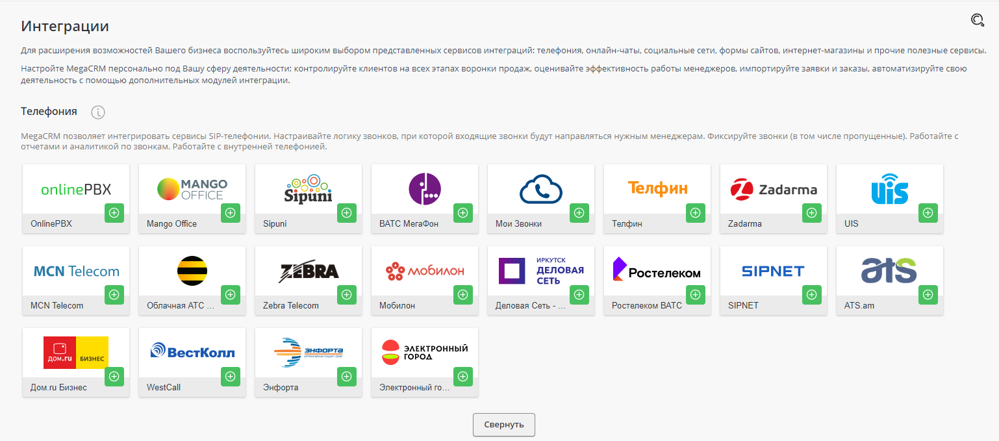 Интеграции
Для расширения возможностей Вашего бизнеса воспользуйтесь широким выбором представленных сервисов интеграций: телефония, онлайн-чаты, социальные сети, формы сайтов, интернет-магазины и прочие полезные сервисы.
Настройте MegaCRM персонально под Вашу сферу деятельности: контролируйте клиентов на всех этапах воронки продаж, оценивайте эффективность работы менеджеров, импортируйте заявки и заказы, автоматизируйте свою
деятельность с помощью дополнительных модулей интеграции.
Телефония
MegaCRM позволяет интегрировать сервисы SIP-телефонии. Настраивайте логику звонков, при которой входящие звонки будут направляться нужным менеджерам. Фиксируйте звонки (в том числе пропущенные). Работайте с
отчетами и аналитикой по звонкам. Работайте с внутренней телефонией.
onlinePBX
OnlinePBX
MANGO
OFFICE
Mango Office
Sipuni
Sipuni
ВАТС МегаФон
Мои Звонки
Телфин
Телфин
Zadarma
Zadarma
UIS
UIS
MCN Telecom
MCN Telecom
Облачная АТС ...
ZEBRA
Zebra Telecom
мобилон
Мобилон
ИРКУТСК
ДЕЛОВАЯ
СЕТЬ
Деловая Сеть - ...
Ростелеком
Ростелеком ВАТС
SIPNET
SIPNET
ats
ATS.am
ДОМ.ru БИЗНЕС
Дом.ru Бизнес
ВестКолл
WestCall
ЭНФОРТА
КОРПОРАТИВНЫЙ СТАНДАРТ СВЯЗИ
Энфорта
ЭЛЕКТРОННЫЙ
ГОРОД
Электронный го...
Свернуть